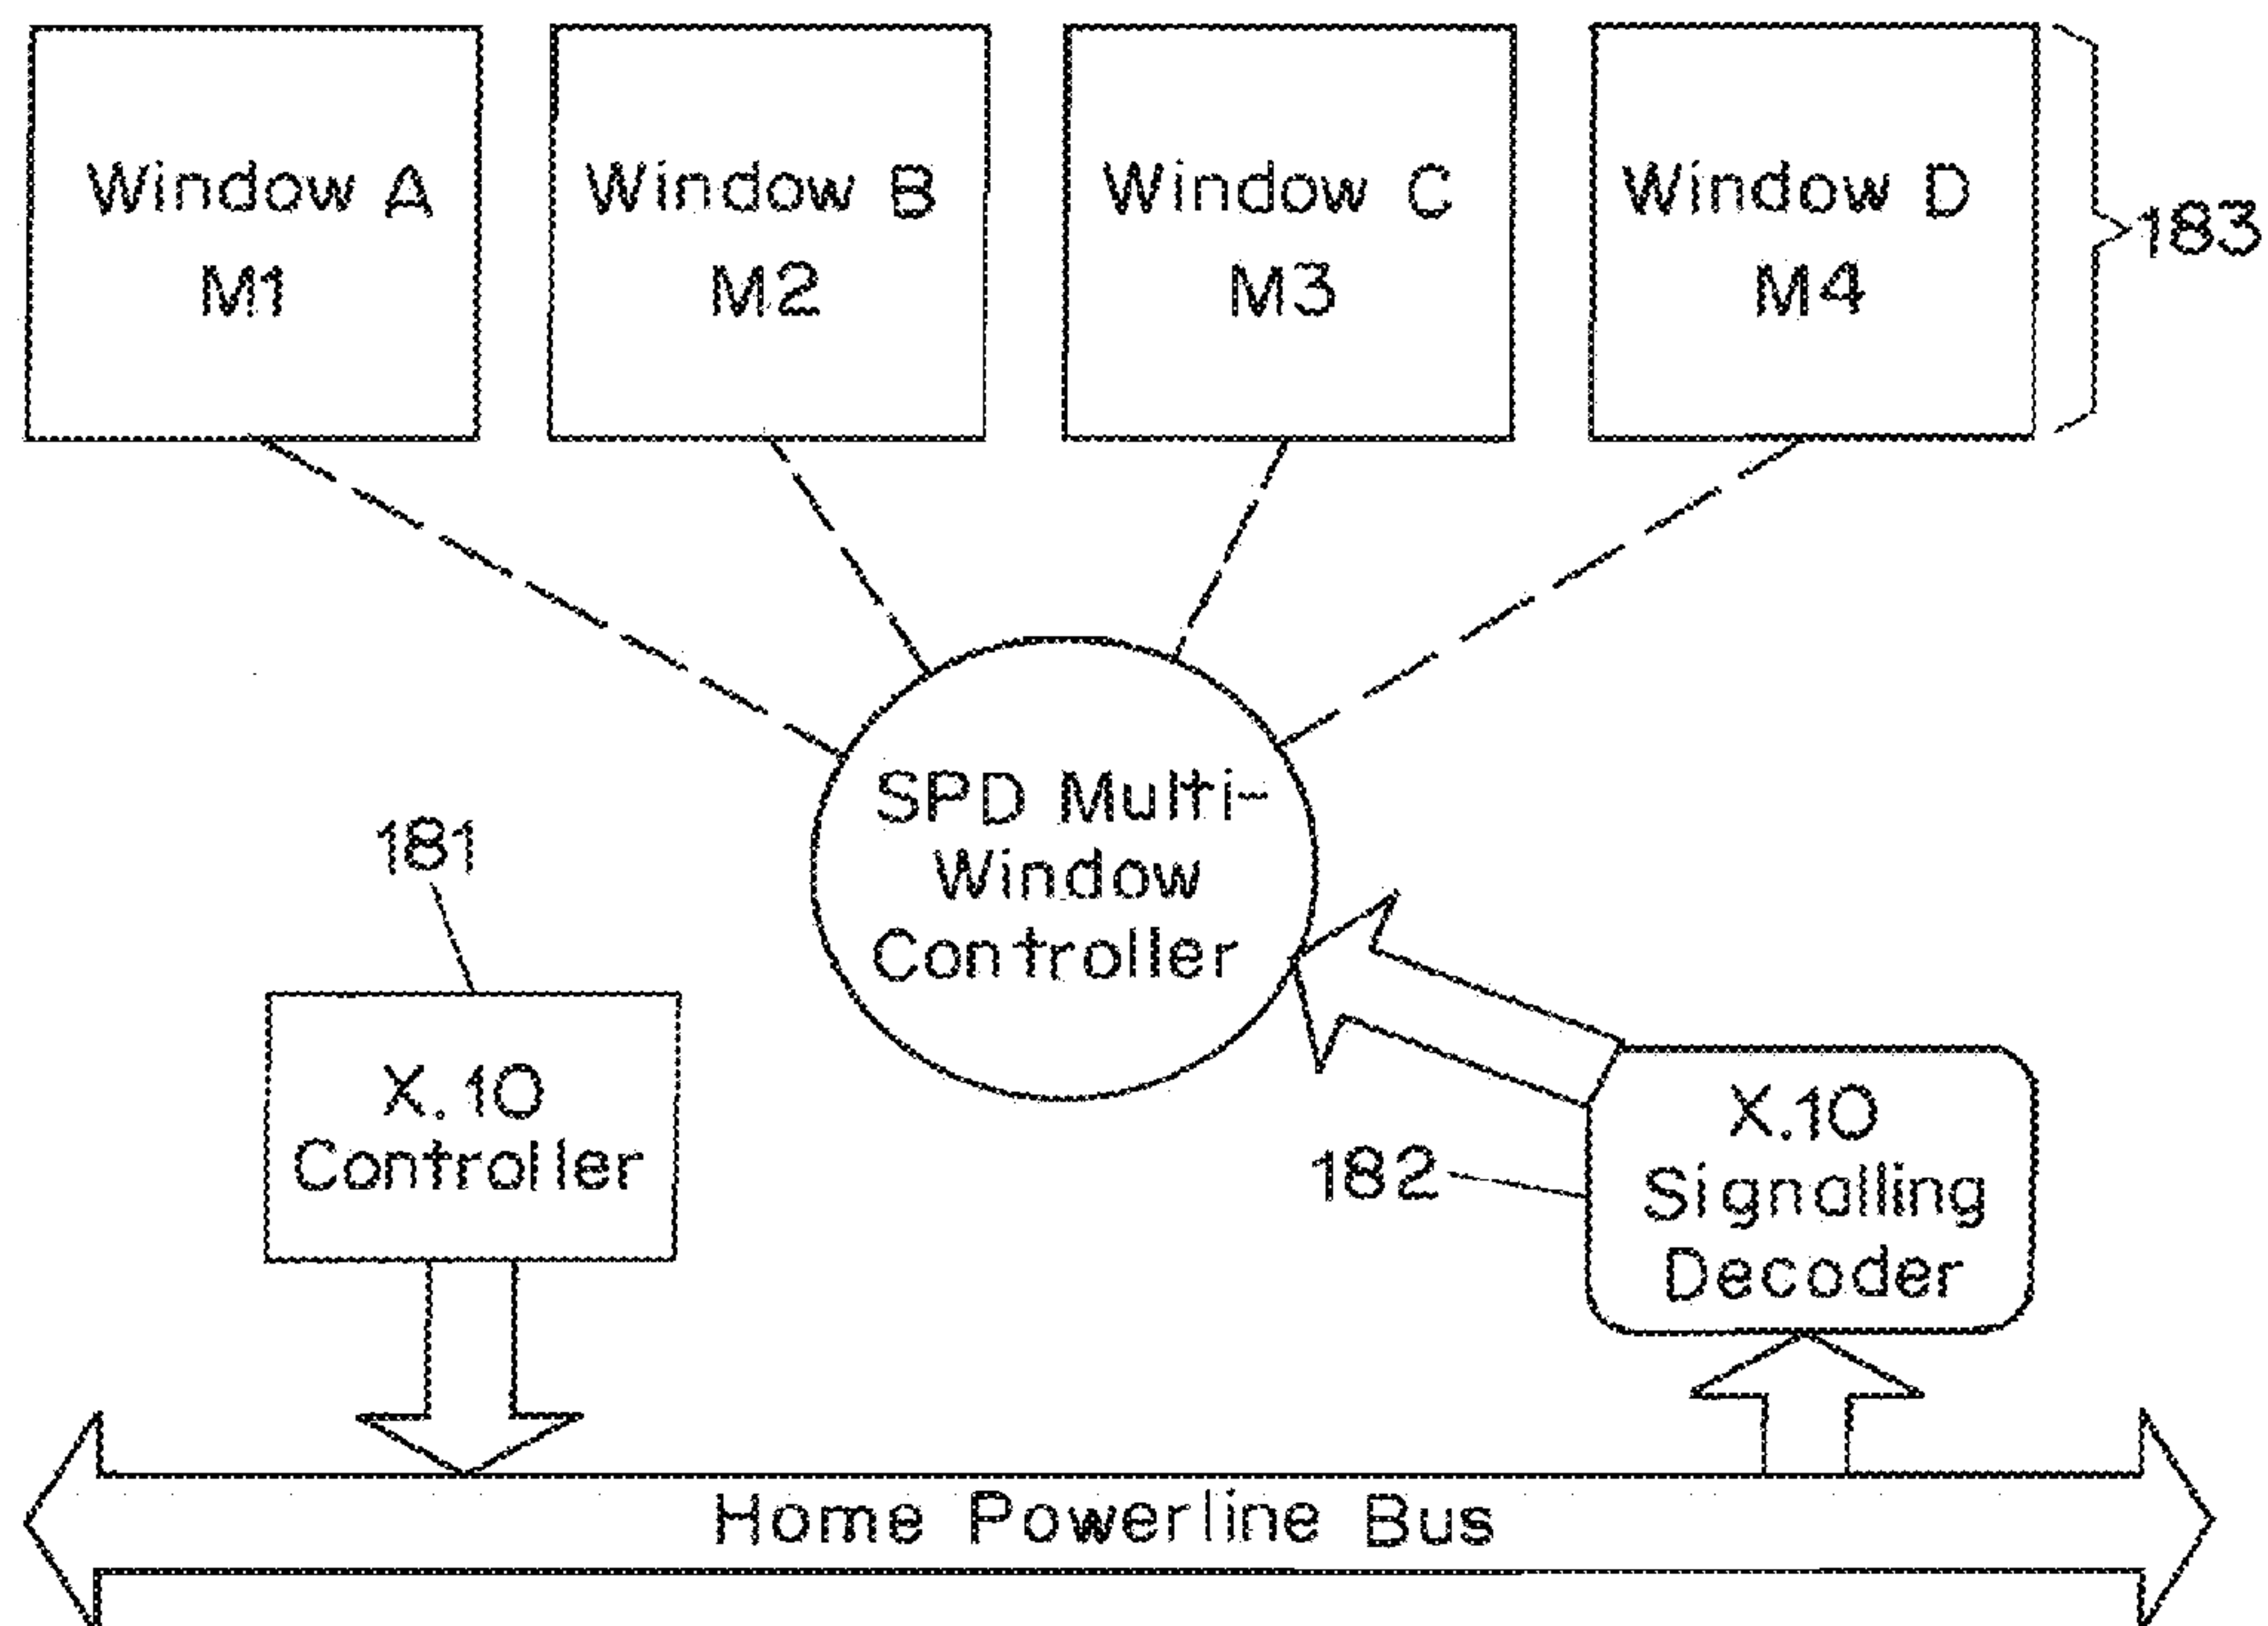 Window A
M1
Window B
M2
Window C
M3
Window D
M4
183
SPD Multi-
Window
Controller
181
X.10
Controller
182
X.10
Signalling
Decoder
Home Powerline Bus